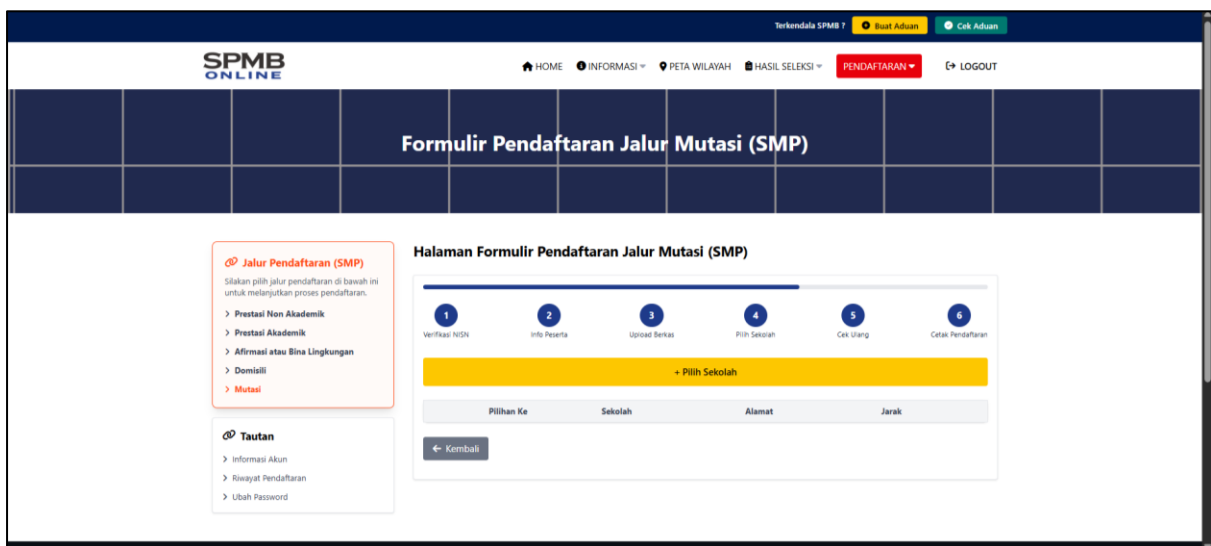 Terkendala SPMB ? Buat Aduan Cek Aduan
SPMB
ONLINE
HOME INFORMASI PETA WILAYAH HASIL SELEKSI PENDAFTARAN LOGOUT
Formulir Pendaftaran Jalur Mutasi (SMP)
Jalur Pendaftaran (SMP)
Silakan pilih jalur pendaftaran di bawah ini
untuk melanjutkan proses pendaftaran.
> Prestasi Non Akademik
> Prestasi Akademik
> Afirmasi atau Bina Lingkungan
> Domisili
> Mutasi
Tautan
> Informasi Akun
> Riwayat Pendaftaran
> Ubah Password
Halaman Formulir Pendaftaran Jalur Mutasi (SMP)
1 2 3 4 5 6
Verifikasi NISN Info Peserta Upload Berkas Pilih Sekolah Cek Ulang Cetak Pendaftaran
+ Pilih Sekolah
Pilihan Ke Sekolah Alamat Jarak
← Kembali